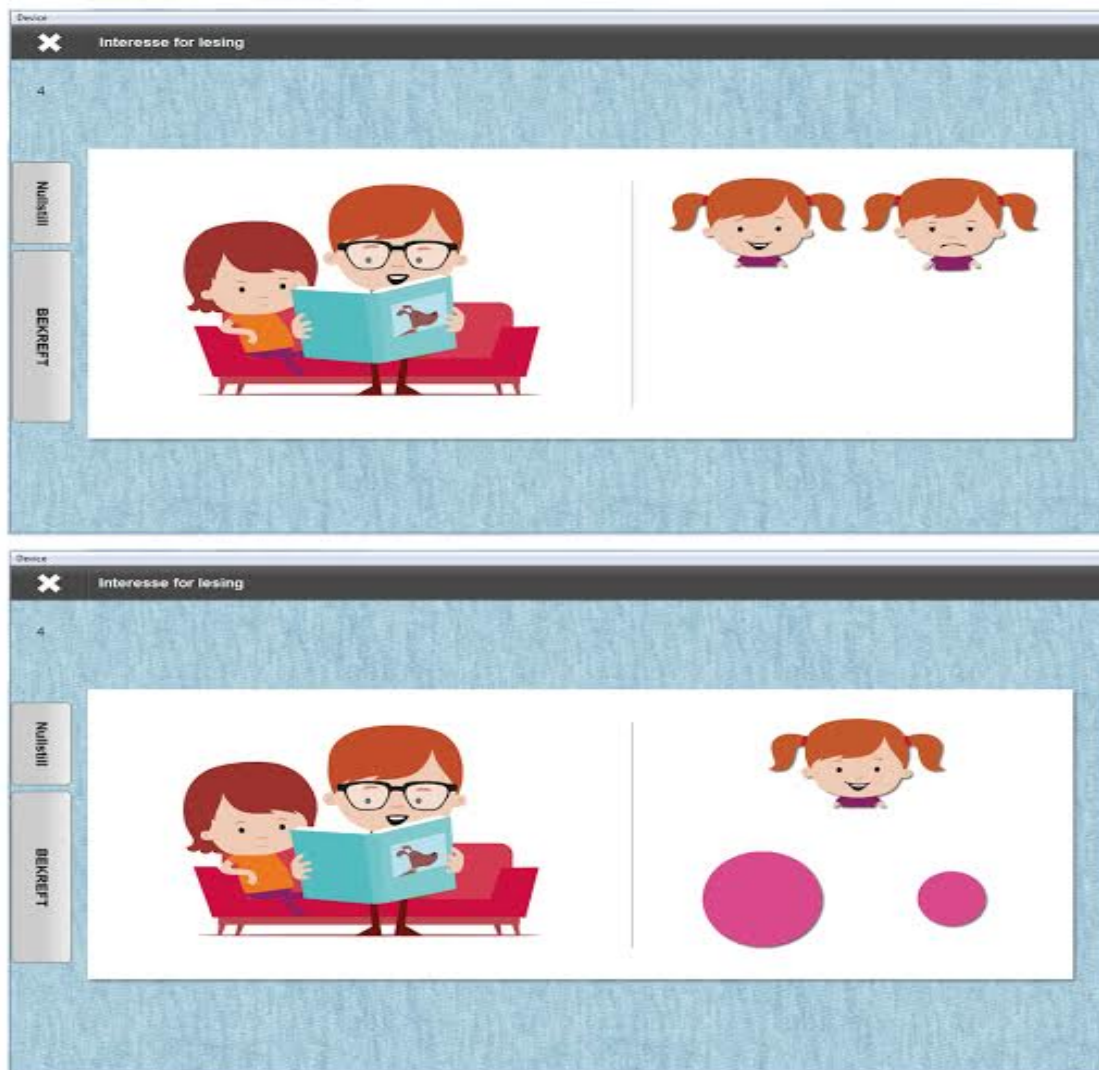 Device
Interesse for lesing
4
Nullstill
BEKREFT
Device
Interesse for lesing
4
Nullstill
BEKREFT